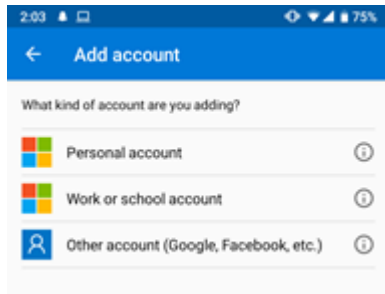 2:03 75%
Add account
What kind of account are you adding?
Personal account
Work or school account
Other account (Google, Facebook, etc.)